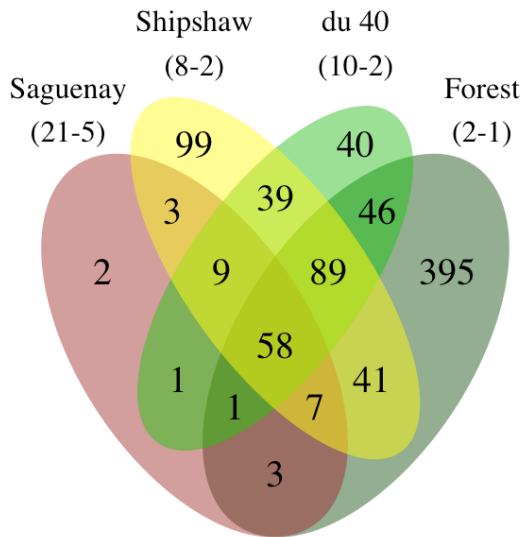 Shipshaw du 40
(8-2) (10-2)
Saguenay Forest
(21-5) (2-1)
99 40
3 39 46
2 9 89 395
58
1 1 7 41
3